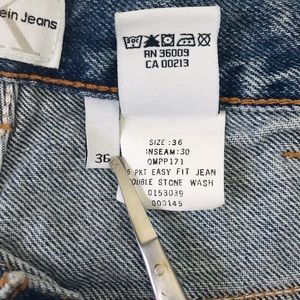 ein Jeans
RN 36009
CA 00213
36
SIZE :36
INSEAM:30
OMPP171
5 PKT EASY FIT JEAN
DOUBLE STONE WASH
0153039
000145